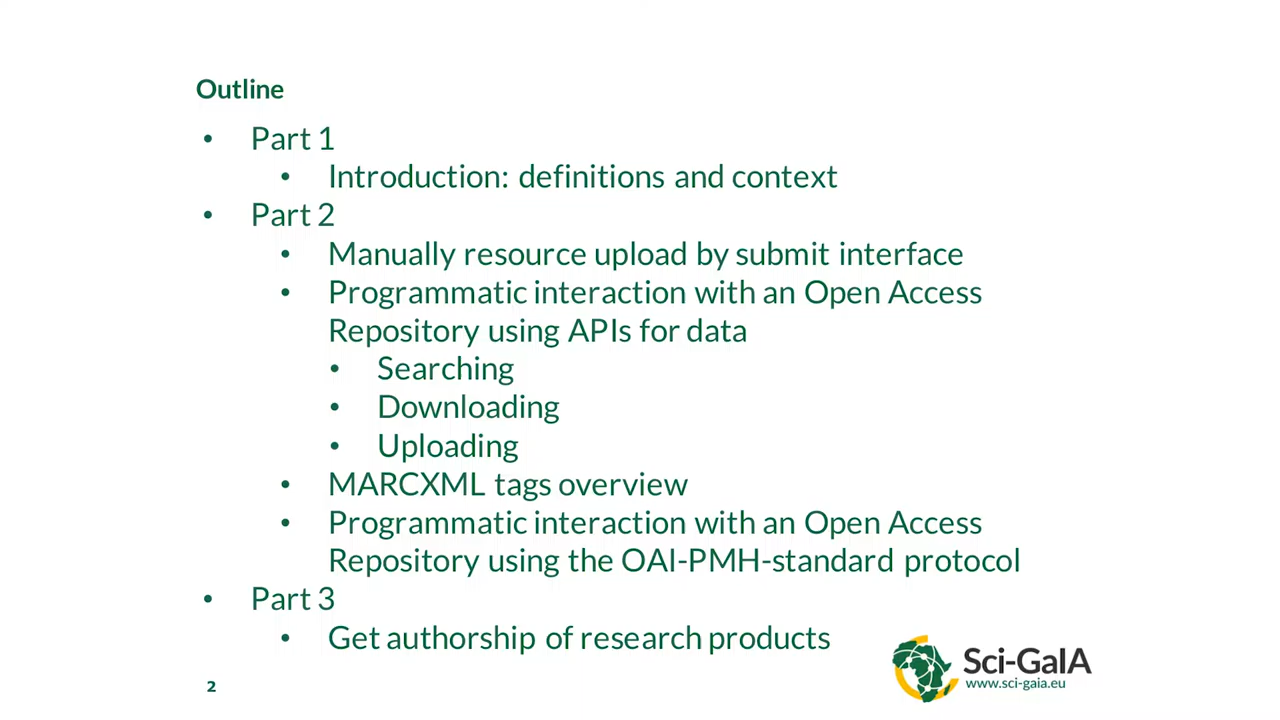 Outline
• Part 1
• Introduction: definitions and context
• Part 2
• Manually resource upload by submit interface
• Programmatic interaction with an Open Access
Repository using APIs for data
• Searching
• Downloading
• Uploading
• MARCXML tags overview
• Programmatic interaction with an Open Access
Repository using the OAI-PMH-standard protocol
• Part 3
• Get authorship of research products
Sci-GaIA
www.sci-gaia.eu
2